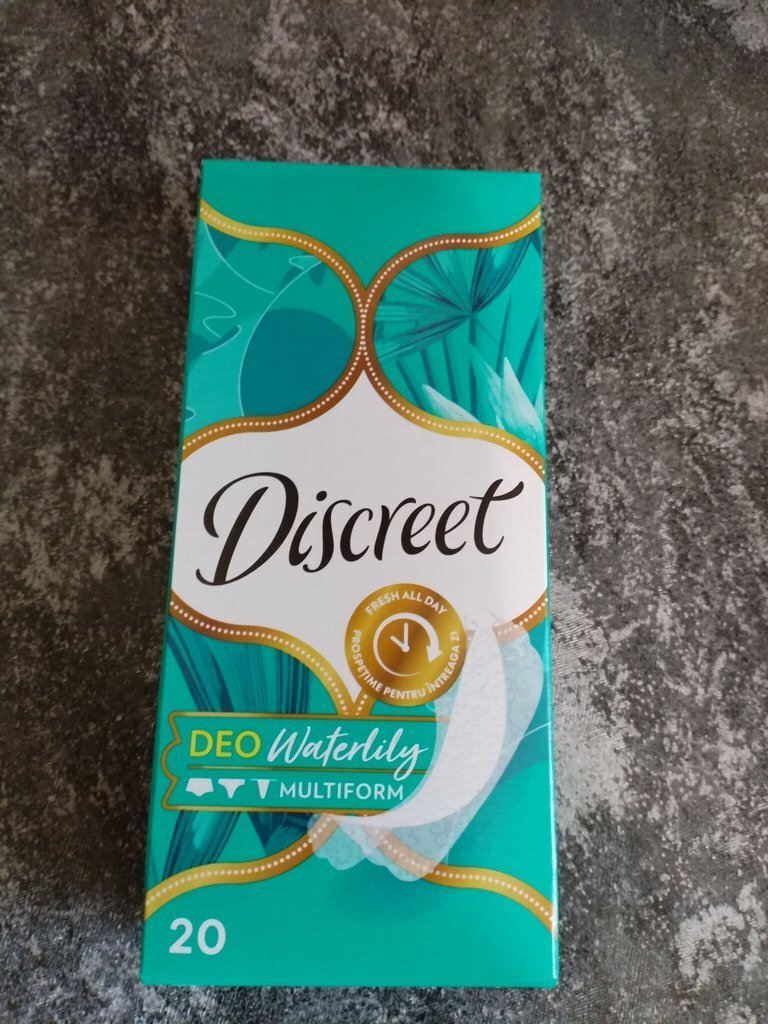 Discreet
FRESH ALL DAY
PROSPEȚIME PENTRU ÎNTREAGA ZI
DEO Waterlily
MULTIFORM
20